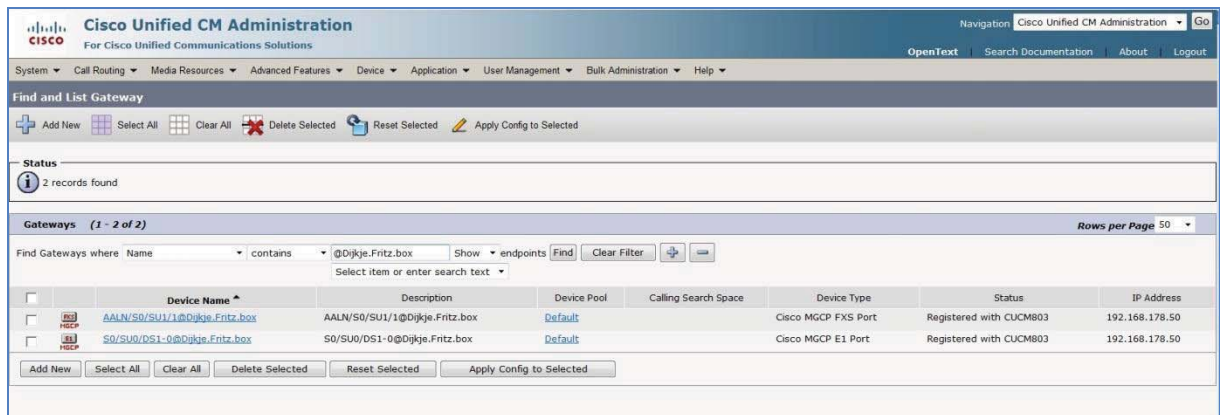 CISCO
Cisco Unified CM Administration
For Cisco Unified Communications Solutions
Navigation Cisco Unified CM Administration Go
OpenText | Search Documentation | About | Logout
System Call Routing Media Resources Advanced Features Device Application User Management Bulk Administration Help
Find and List Gateway
Add New Select All Clear All Delete Selected Reset Selected Apply Config to Selected
Status
2 records found
Gateways (1 - 2 of 2) Rows per Page 50
Find Gateways where Name contains @Dijkje.Fritz.box Show endpoints Find Clear Filter
Select item or enter search text
Device Name Description Device Pool Calling Search Space Device Type Status IP Address
MGCP AALN/S0/SU1/1@Dijkje.Fritz.box AALN/S0/SU1/1@Dijkje.Fritz.box Default Cisco MGCP FXS Port Registered with CUCM803 192.168.178.50
MGCP S0/SU0/DS1-0@Dijkje.Fritz.box S0/SU0/DS1-0@Dijkje.Fritz.box Default Cisco MGCP E1 Port Registered with CUCM803 192.168.178.50
Add New Select All Clear All Delete Selected Reset Selected Apply Config to Selected